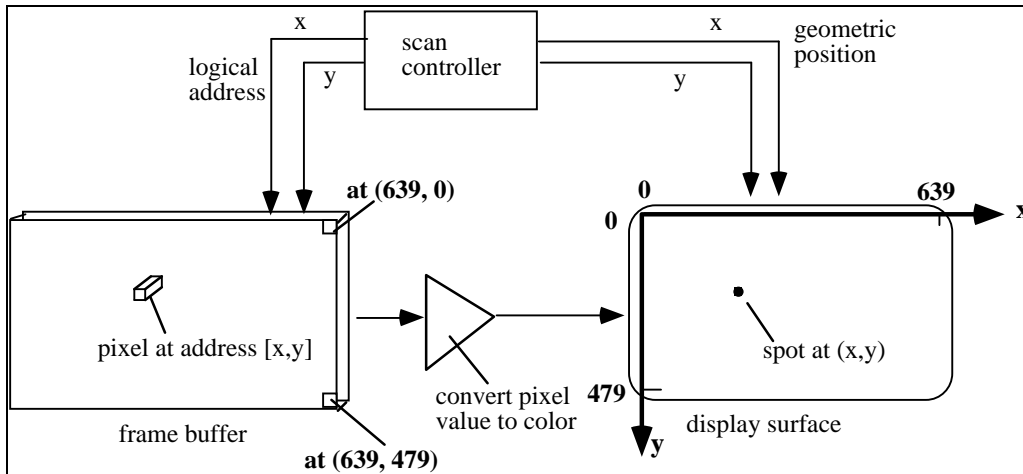 x
scan
controller
x
geometric
position
logical
address
y
y
at (639, 0)
0
639
0
x
pixel at address [x,y]
spot at (x,y)
convert pixel
value to color
479
frame buffer
display surface
y
at (639, 479)